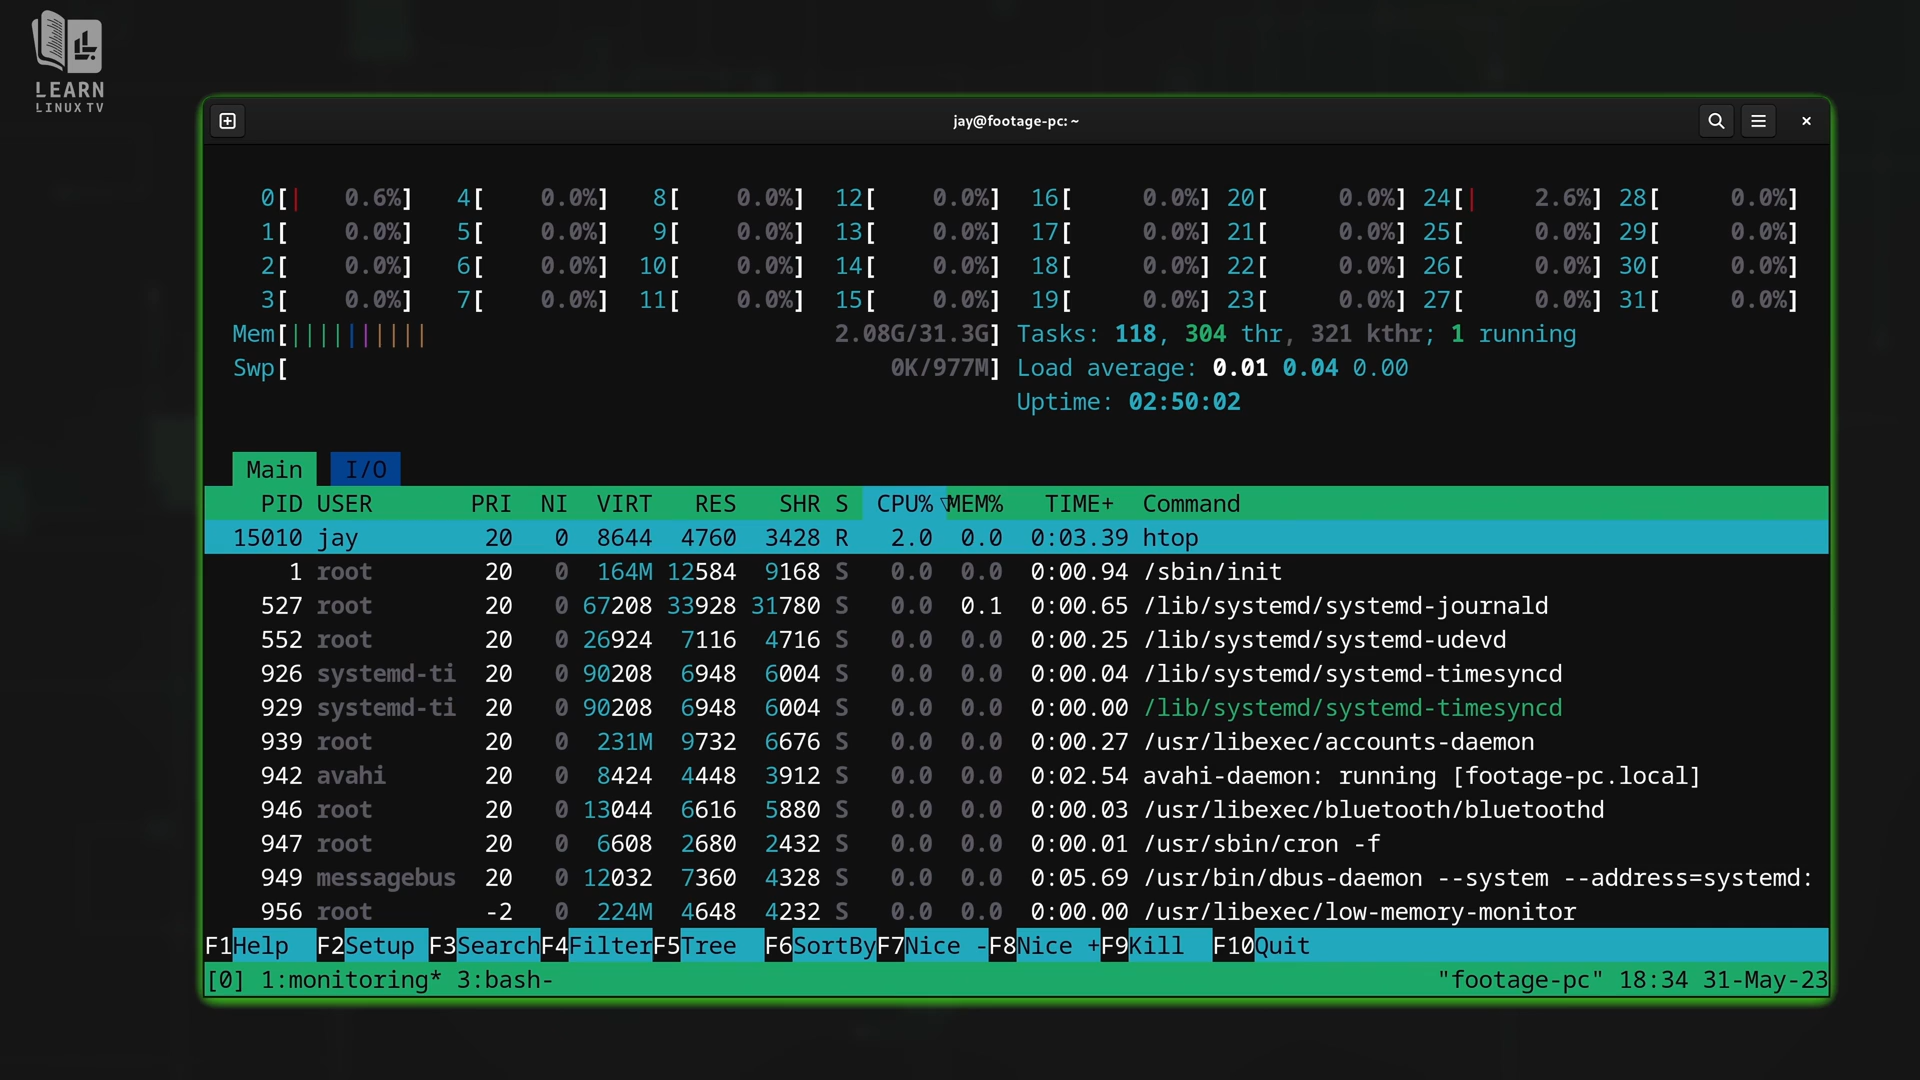 LEARN
LINUX TV
jay@footage-pc: ~
0[| 0.6%] 4[ 0.0%] 8[ 0.0%] 12[ 0.0%] 16[ 0.0%] 20[ 0.0%] 24[| 2.6%] 28[ 0.0%]
1[ 0.0%] 5[ 0.0%] 9[ 0.0%] 13[ 0.0%] 17[ 0.0%] 21[ 0.0%] 25[ 0.0%] 29[ 0.0%]
2[ 0.0%] 6[ 0.0%] 10[ 0.0%] 14[ 0.0%] 18[ 0.0%] 22[ 0.0%] 26[ 0.0%] 30[ 0.0%]
3[ 0.0%] 7[ 0.0%] 11[ 0.0%] 15[ 0.0%] 19[ 0.0%] 23[ 0.0%] 27[ 0.0%] 31[ 0.0%]
Mem[|||||||||| 2.08G/31.3G] Tasks: 118, 304 thr, 321 kthr; 1 running
Swp[ 0K/977M] Load average: 0.01 0.04 0.00
Uptime: 02:50:02
Main I/O
PID USER PRI NI VIRT RES SHR S CPU%▽MEM% TIME+ Command
15010 jay 20 0 8644 4760 3428 R 2.0 0.0 0:03.39 htop
1 root 20 0 164M 12584 9168 S 0.0 0.0 0:00.94 /sbin/init
527 root 20 0 67208 33928 31780 S 0.0 0.1 0:00.65 /lib/systemd/systemd-journald
552 root 20 0 26924 7116 4716 S 0.0 0.0 0:00.25 /lib/systemd/systemd-udevd
926 systemd-ti 20 0 90208 6948 6004 S 0.0 0.0 0:00.04 /lib/systemd/systemd-timesyncd
929 systemd-ti 20 0 90208 6948 6004 S 0.0 0.0 0:00.00 /lib/systemd/systemd-timesyncd
939 root 20 0 231M 9732 6676 S 0.0 0.0 0:00.27 /usr/libexec/accounts-daemon
942 avahi 20 0 8424 4448 3912 S 0.0 0.0 0:02.54 avahi-daemon: running [footage-pc.local]
946 root 20 0 13044 6616 5880 S 0.0 0.0 0:00.03 /usr/libexec/bluetooth/bluetoothd
947 root 20 0 6608 2680 2432 S 0.0 0.0 0:00.01 /usr/sbin/cron -f
949 messagebus 20 0 12032 7360 4328 S 0.0 0.0 0:05.69 /usr/bin/dbus-daemon --system --address=systemd:
956 root -2 0 224M 4648 4232 S 0.0 0.0 0:00.00 /usr/libexec/low-memory-monitor
F1Help F2Setup F3SearchF4FilterF5Tree F6SortByF7Nice -F8Nice +F9Kill F10Quit
[0] 1:monitoring* 3:bash- "footage-pc" 18:34 31-May-23